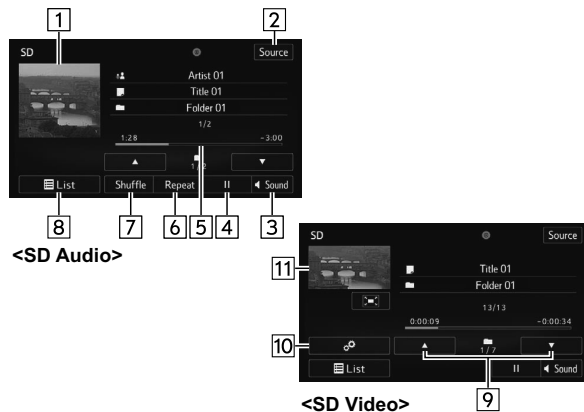 1
2
SD
Source
Artist 01
Title 01
Folder 01
1/2
1:28
-3:00
▲
1/2
▼
List
Shuffle
Repeat
II
Sound
8
7
6
5
4
3
<SD Audio>
SD
Source
11
Title 01
Folder 01
13/13
0:00:09
-0:00:34
10
▲
1/7
▼
List
II
Sound
9
<SD Video>